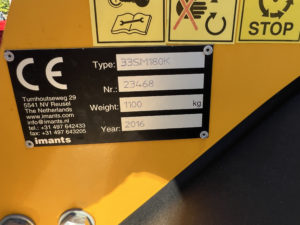 STOP
CE
Type: 33SM180K
Nr.: 23468
Weight: 1100 kg
Year: 2016
Turnhoutseweg 29
5541 NV Reusel
The Netherlands
www.imants.com
info@imants.nl
tel.: +31 497 642433
fax: +31 497 643205
imants